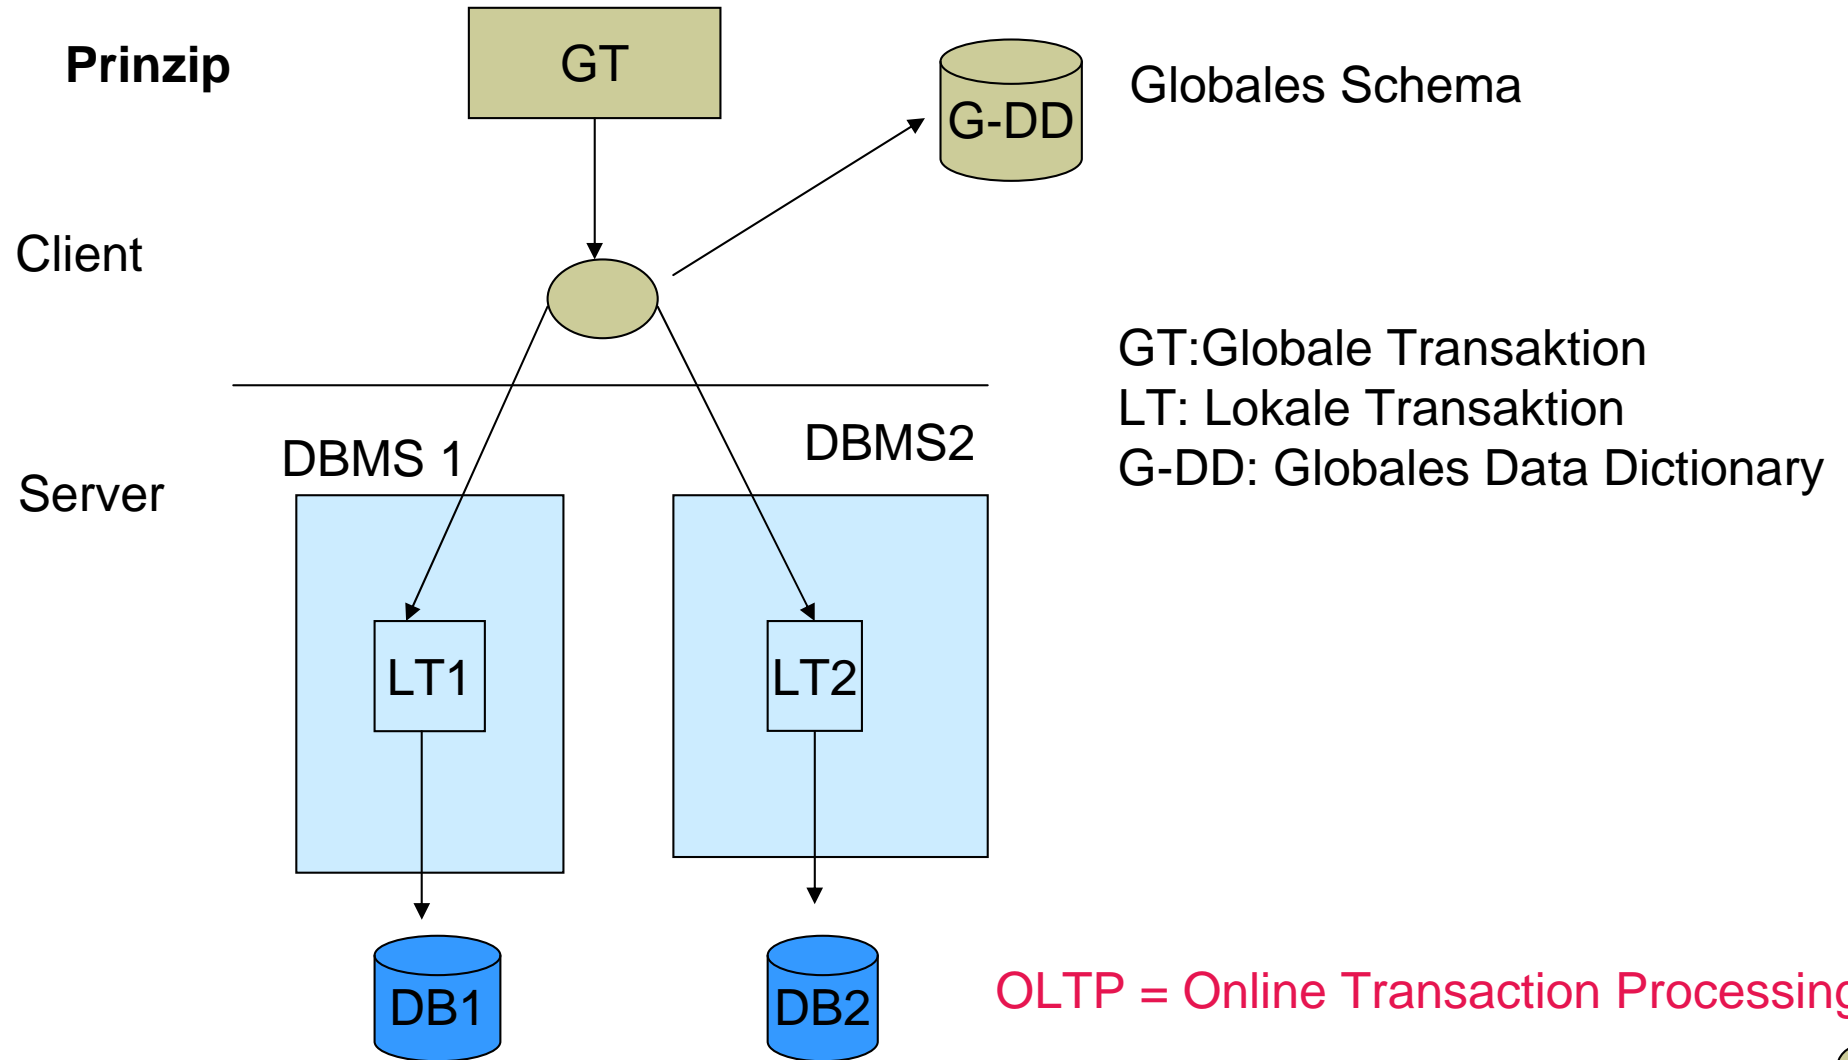 Prinzip
GT
G-DD
Globales Schema
Client
GT:Globale Transaktion
LT: Lokale Transaktion
G-DD: Globales Data Dictionary
DBMS 1
DBMS2
Server
LT1
LT2
DB1
DB2
OLTP = Online Transaction Processing